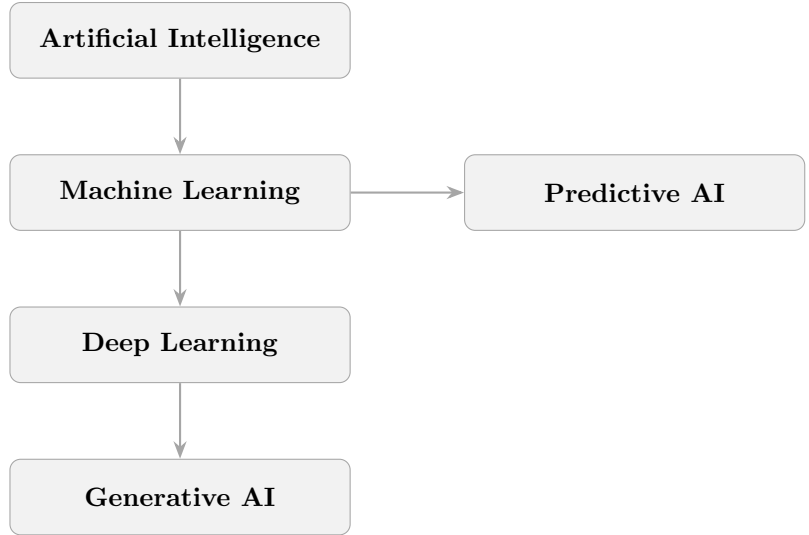 Artificial Intelligence
Machine Learning
Predictive AI
Deep Learning
Generative AI